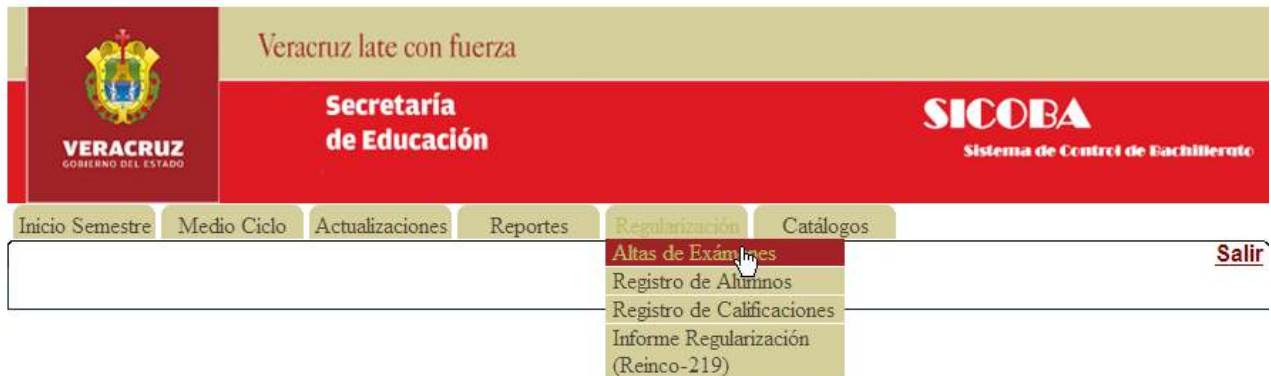 Veracruz late con fuerza
VERACRUZ
GOBIERNO DEL ESTADO
Secretaría
de Educación
SICOBA
Sistema de Control de Bachillerato
Inicio Semestre
Medio Ciclo
Actualizaciones
Reportes
Regularización
Catálogos
Altas de Exámenes
Salir
Registro de Alumnos
Registro de Calificaciones
Informe Regularización
(Reinco-219)